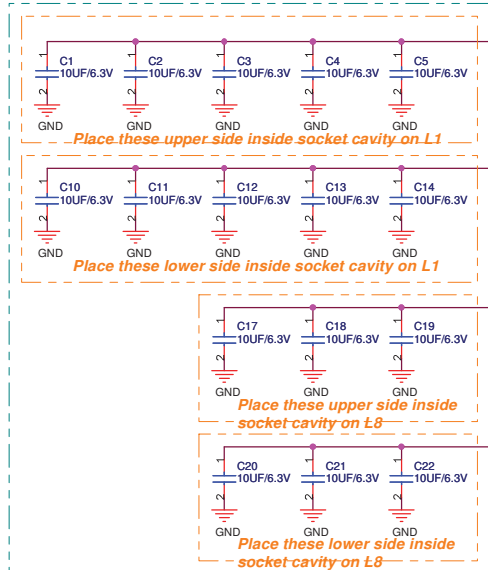 1 1 1 1 1
C1 C2 C3 C4 C5
10UF/6.3V 10UF/6.3V 10UF/6.3V 10UF/6.3V 10UF/6.3V
2 2 2 2 2
GND GND GND GND GND
Place these upper side inside socket cavity on L1
1 1 1 1 1
C10 C11 C12 C13 C14
10UF/6.3V 10UF/6.3V 10UF/6.3V 10UF/6.3V 10UF/6.3V
2 2 2 2 2
GND GND GND GND GND
Place these lower side inside socket cavity on L1
1 1 1
C17 C18 C19
10UF/6.3V 10UF/6.3V 10UF/6.3V
2 2 2
GND GND GND
Place these upper side inside
socket cavity on L8
1 1 1
C20 C21 C22
10UF/6.3V 10UF/6.3V 10UF/6.3V
2 2 2
GND GND GND
Place these lower side inside
socket cavity on L8